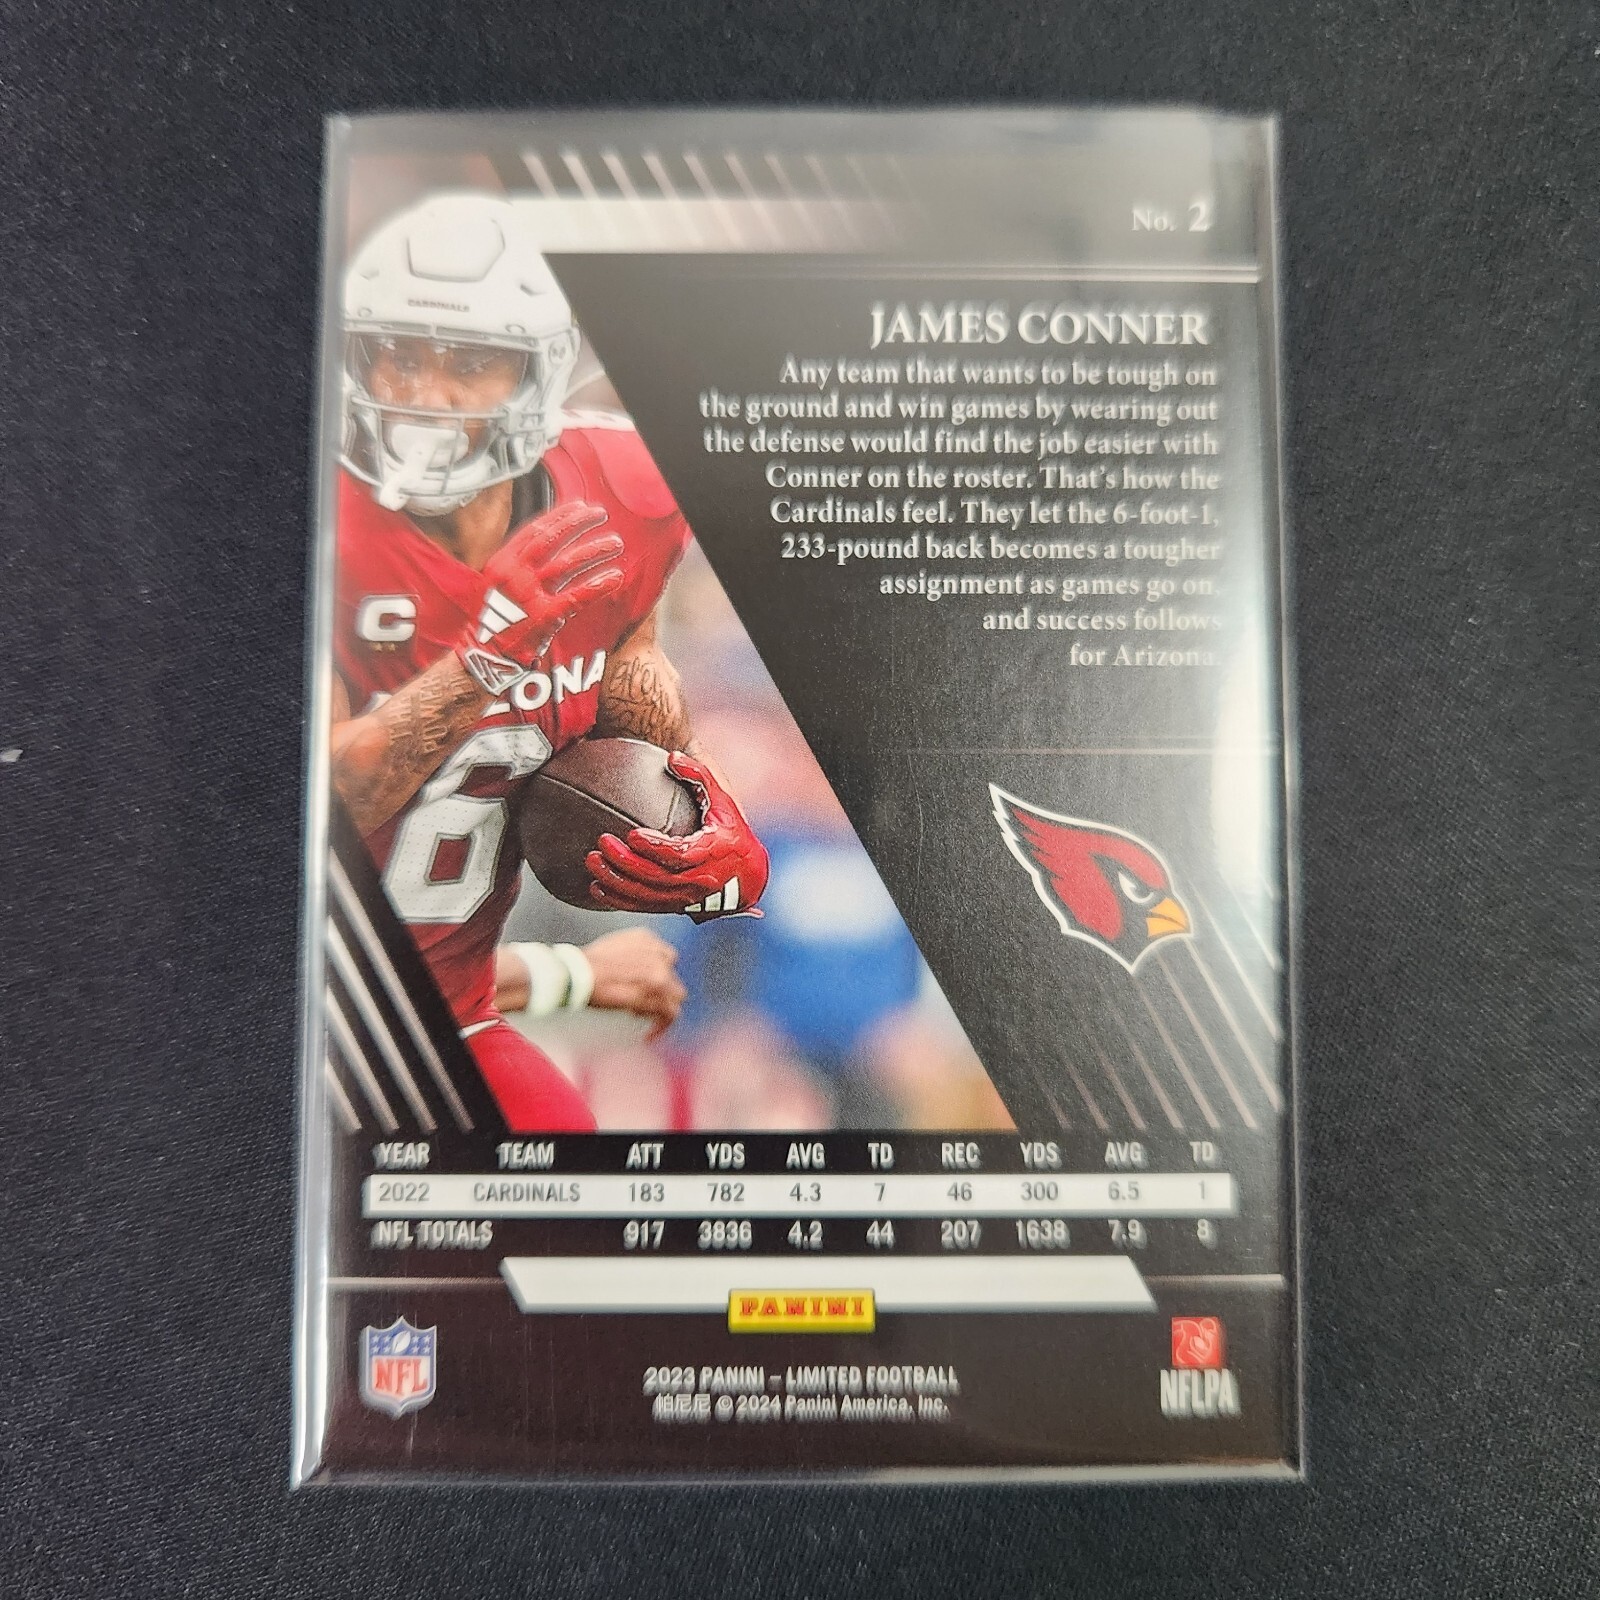 No. 2
JAMES CONNER
Any team that wants to be tough on
the ground and win games by wearing out
the defense would find the job easier with
Conner on the roster. That's how the
Cardinals feel. They let the 6-foot-1,
233-pound back becomes a tougher
assignment as games go on,
and success follows
for Arizona.
CARDINALS
C
ZONA
6
YEAR TEAM ATT YDS AVG TD REC YDS AVG TD
2022 CARDINALS 183 782 4.3 7 46 300 6.5 1
NFL TOTALS 917 3836 4.2 44 207 1638 7.9 8
PANINI
NFL
2023 PANINI – LIMITED FOOTBALL
帕尼尼 © 2024 Panini America, Inc.
NFLPA